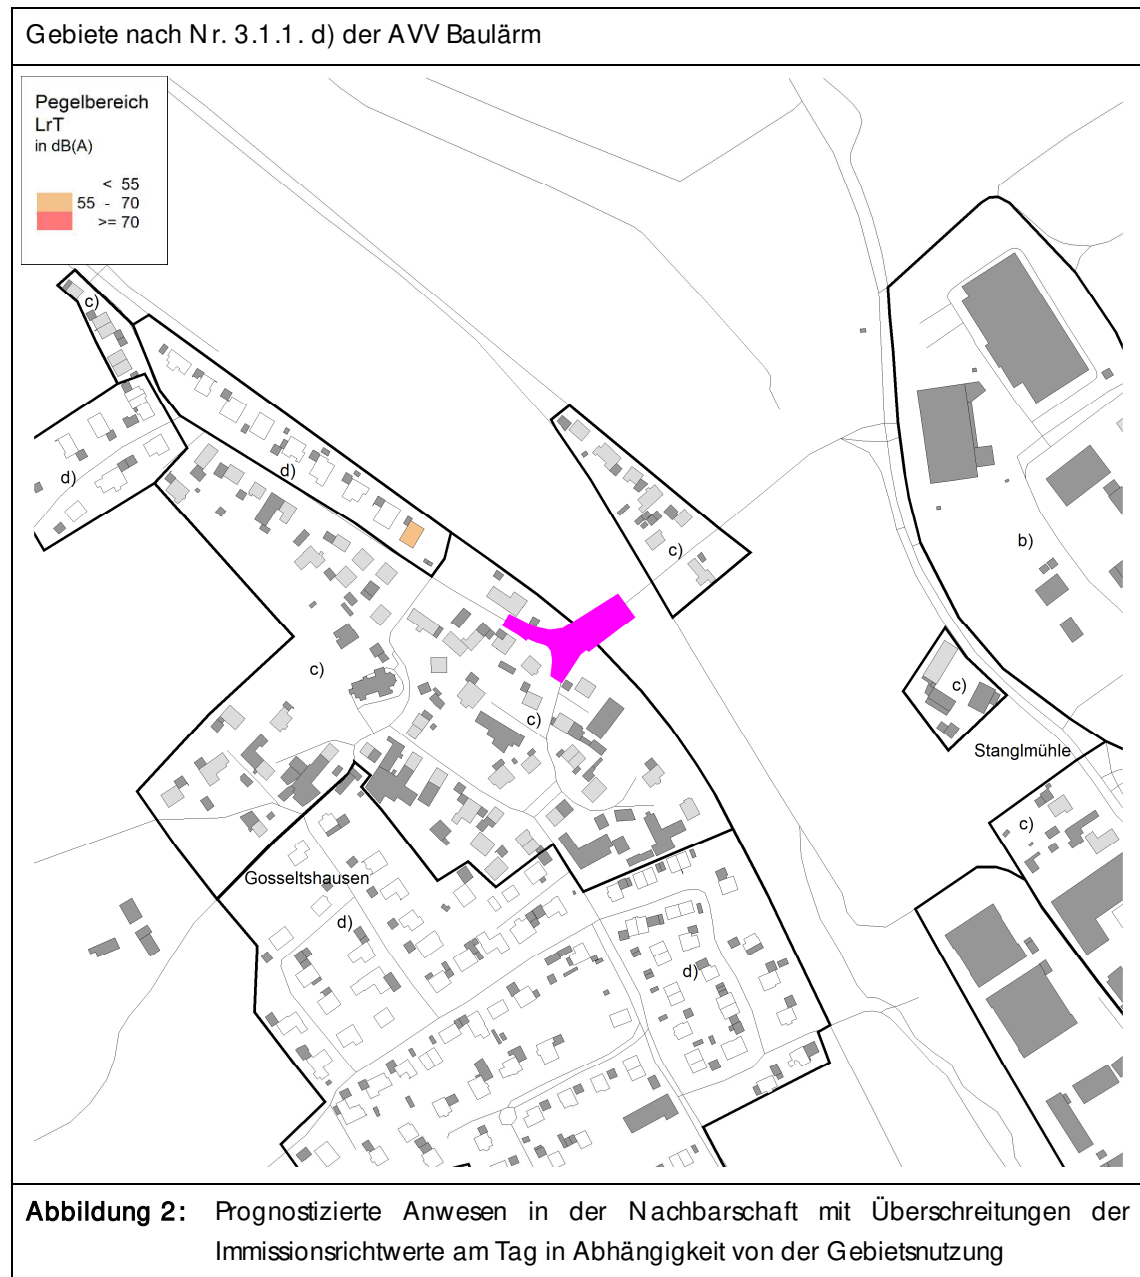 Gebiete nach Nr. 3.1.1. d) der AVV Baulärm
Pegelbereich
LrT
in dB(A)
< 55
55 - 70
>= 70
c)
d)
d)
c)
b)
c)
c)
c)
Stanglmühle
c)
Gosseltshausen
d)
d)
Abbildung 2: Prognostizierte Anwesen in der Nachbarschaft mit Überschreitungen der
Immissionsrichtwerte am Tag in Abhängigkeit von der Gebietsnutzung